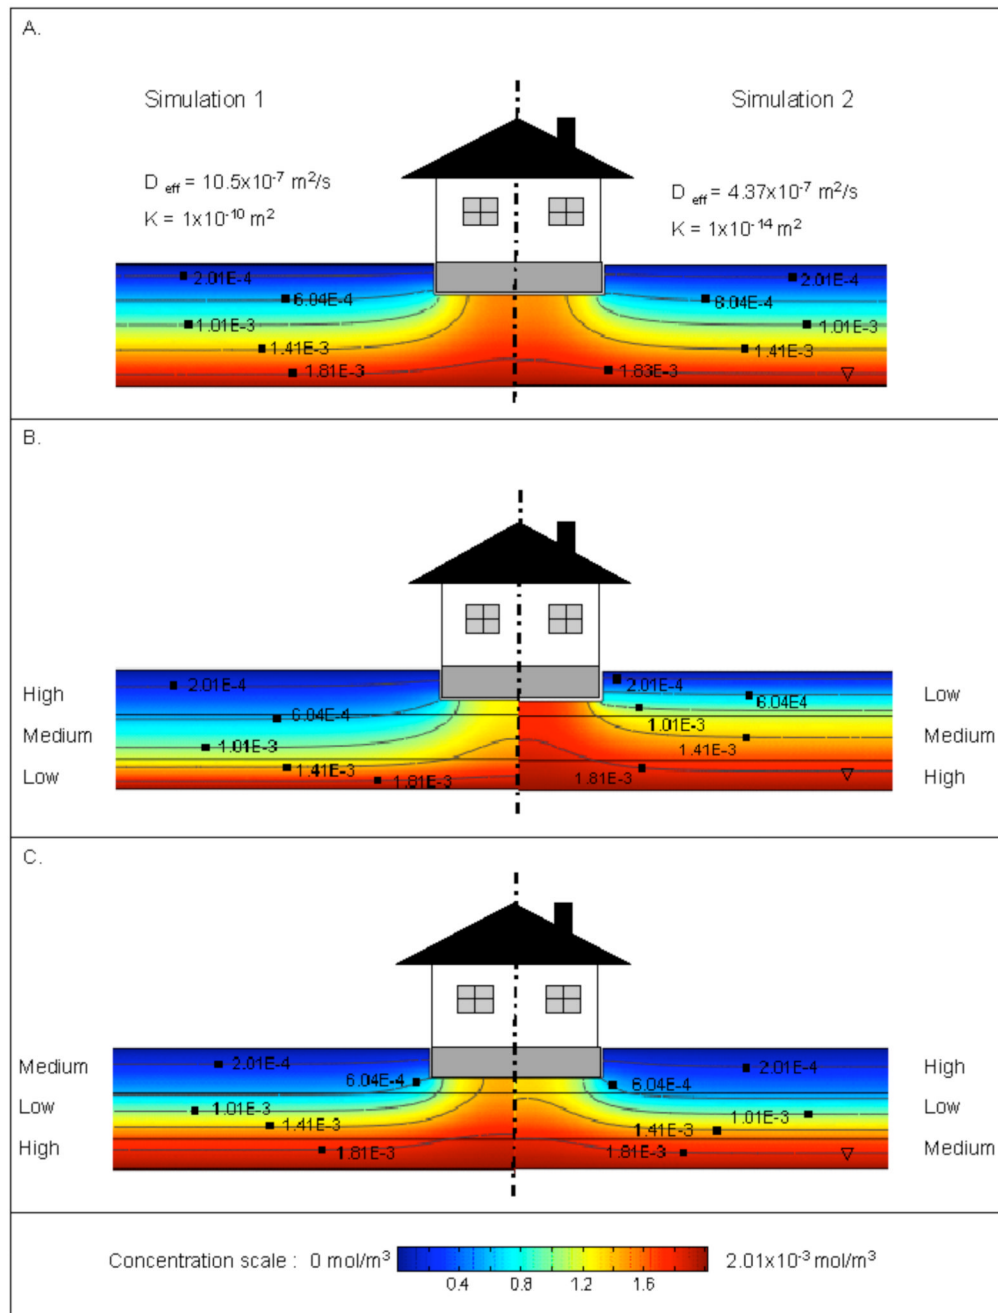 A.
Simulation 1
Simulation 2
D eff = 10.5x10-7 m2/s
K = 1x10-10 m2
D eff = 4.37x10-7 m2/s
K = 1x10-14 m2
2.01E-4
2.01E-4
6.04E-4
6.04E-4
1.01E-3
1.01E-3
1.41E-3
1.41E-3
1.81E-3
1.83E-3
B.
High
2.01E-4
2.01E-4
Low
6.04E-4
6.04E4
Medium
1.01E-3
1.01E-3
Medium
1.41E-3
1.41E-3
Low
1.81E-3
1.81E-3
High
C.
Medium
2.01E-4
2.01E-4
High
6.04E-4
6.04E-4
Low
1.01E-3
1.01E-3
Low
1.41E-3
1.41E-3
High
1.81E-3
1.81E-3
Medium
Concentration scale : 0 mol/m3
2.01x10-3 mol/m3
0.4 0.8 1.2 1.6